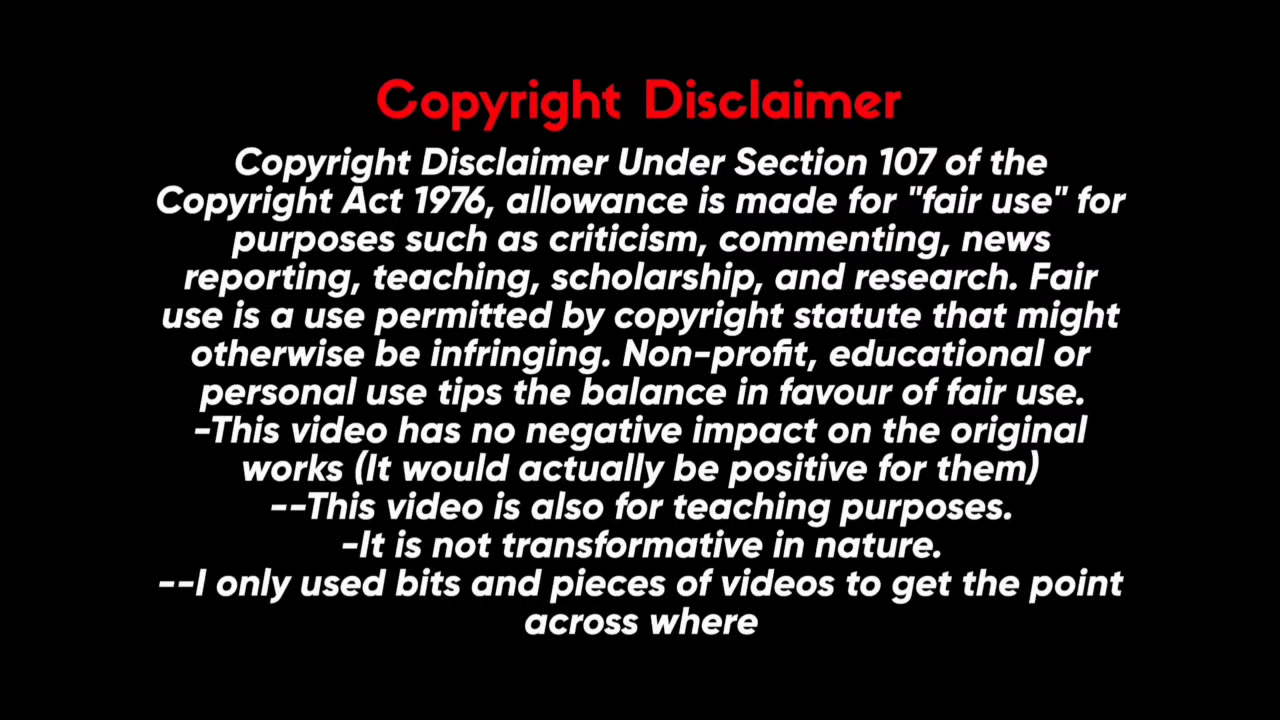 Copyright Disclaimer
Copyright Disclaimer Under Section 107 of the
Copyright Act 1976, allowance is made for "fair use" for
purposes such as criticism, commenting, news
reporting, teaching, scholarship, and research. Fair
use is a use permitted by copyright statute that might
otherwise be infringing. Non-profit, educational or
personal use tips the balance in favour of fair use.
-This video has no negative impact on the original
works (It would actually be positive for them)
--This video is also for teaching purposes.
-It is not transformative in nature.
--I only used bits and pieces of videos to get the point
across where